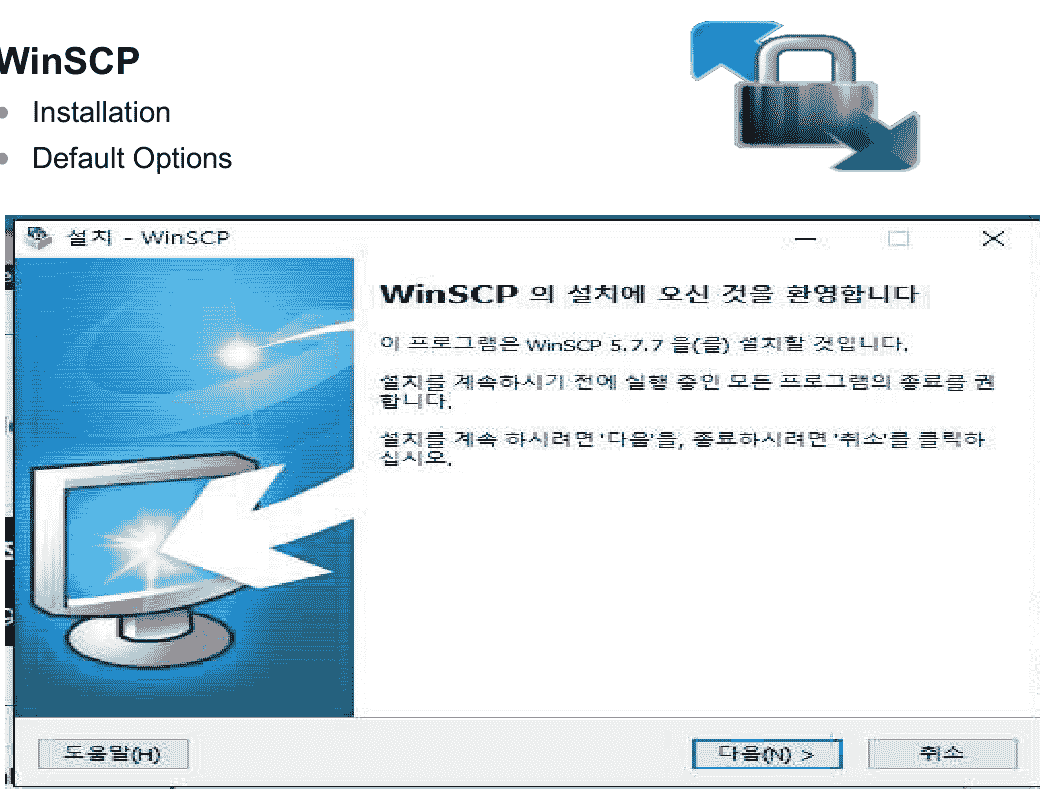 WinSCP
Installation
Default Options
설치 - WinSCP
WinSCP 의 설치에 오신 것을 환영합니다
이 프로그램은 WinSCP 5.7.7 을(를) 설치할 것입니다.
설치를 계속하시기 전에 실행 중인 모든 프로그램의 종료를 권
합니다.
설치를 계속 하시려면 '다음'을, 종료하시려면 '취소'를 클릭하
십시오.
도움말(H)
다음(N) >
취소